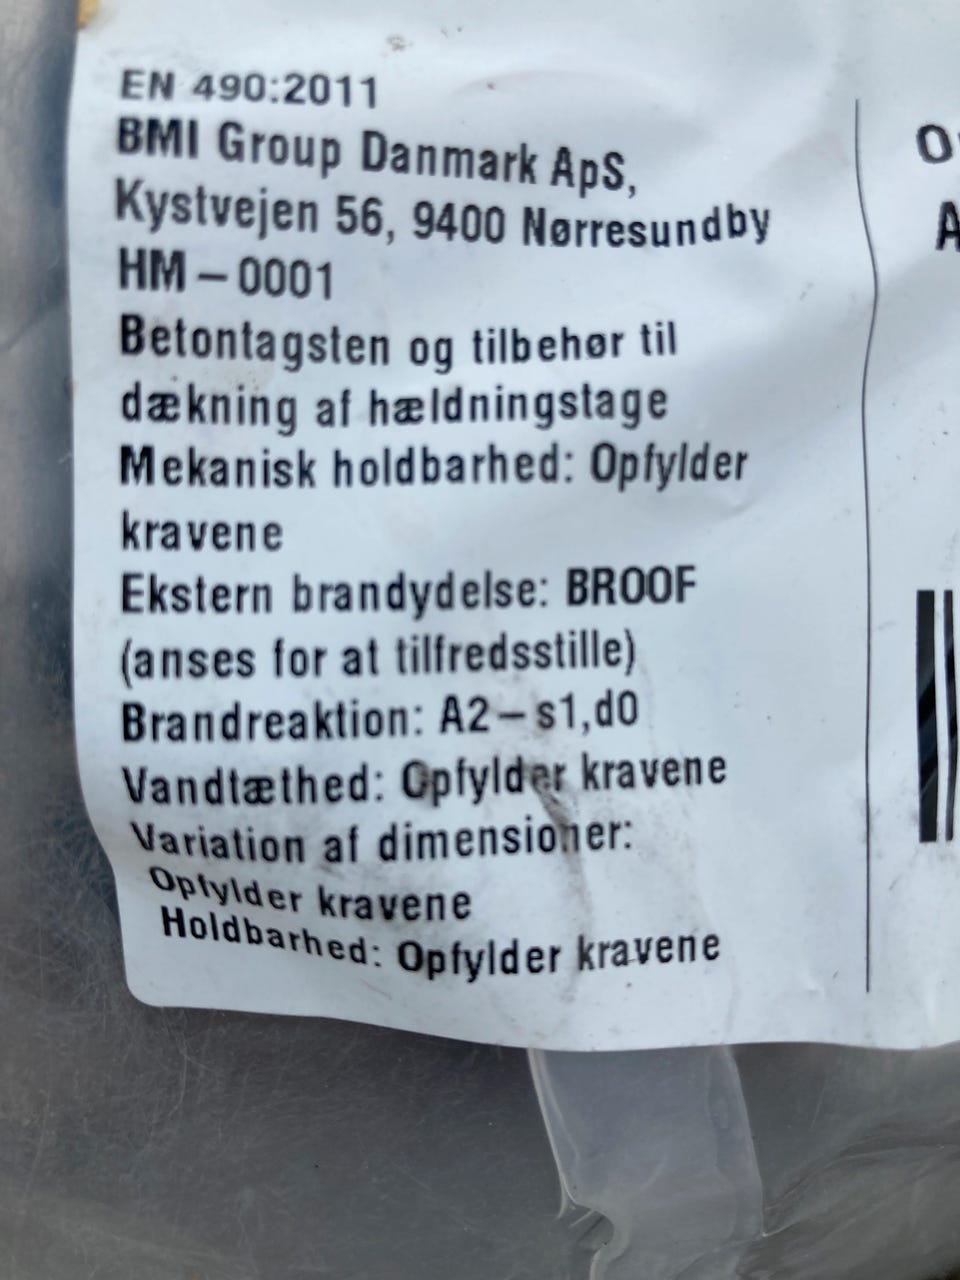 EN 490:2011
BMI Group Danmark ApS,
Kystvejen 56, 9400 Nørresundby
HM – 0001
Betontagsten og tilbehør til
dækning af hældningstage
Mekanisk holdbarhed: Opfylder
kravene
Ekstern brandydelse: BROOF
(anses for at tilfredsstille)
Brandreaktion: A2 – s1,d0
Vandtæthed: Opfylder kravene
Variation af dimensioner:
Opfylder kravene
Holdbarhed: Opfylder kravene